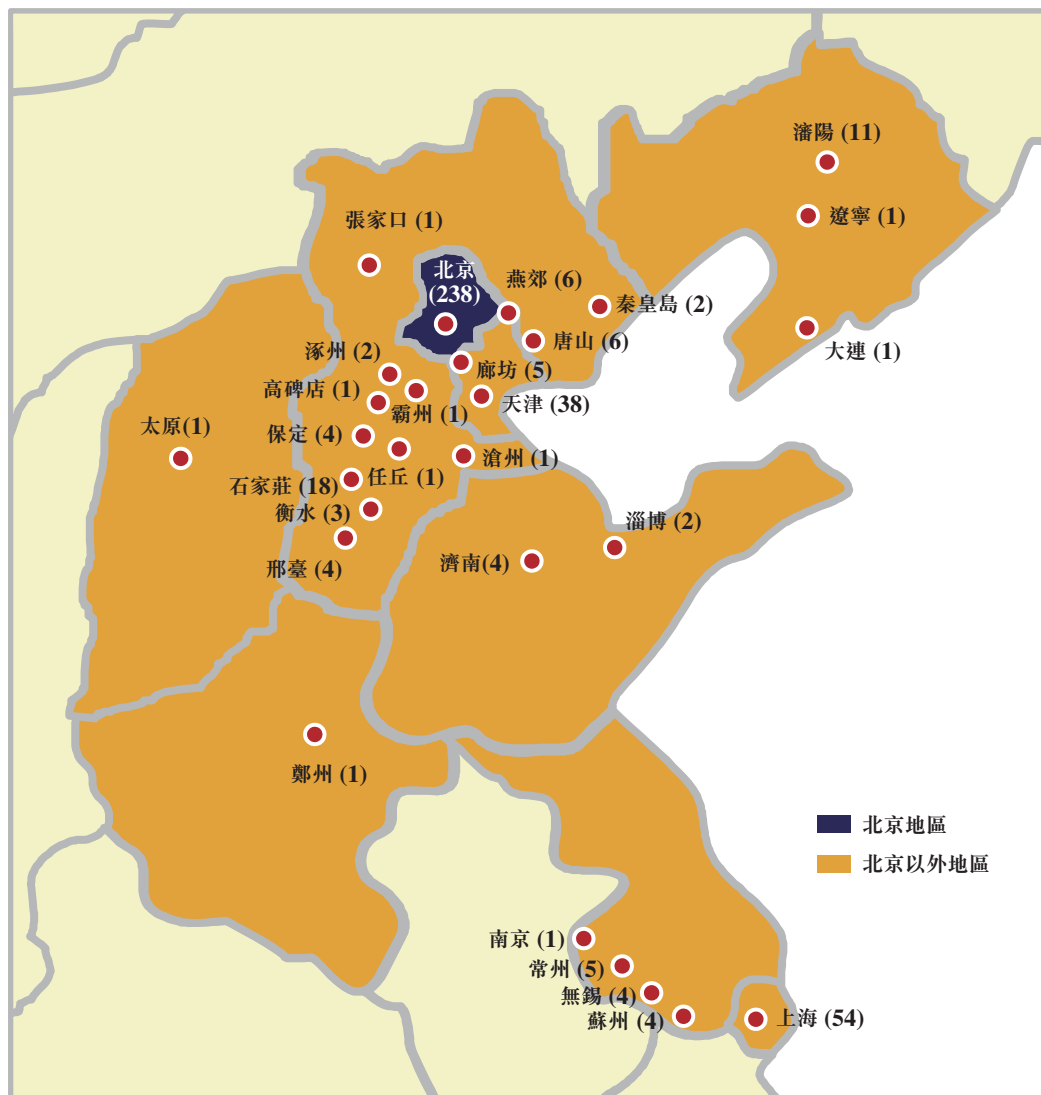 瀋陽 (11)
遼寧 (1)
張家口 (1)
北京
(238)
燕郊 (6)
秦皇島 (2)
唐山 (6)
大連 (1)
涿州 (2)
廊坊 (5)
高碑店 (1)
天津 (38)
霸州 (1)
太原(1)
保定 (4)
滄州 (1)
任丘 (1)
石家莊 (18)
衡水 (3)
淄博 (2)
濟南(4)
邢臺 (4)
鄭州 (1)
北京地區
北京以外地區
南京 (1)
常州 (5)
無錫 (4)
蘇州 (4)
上海 (54)